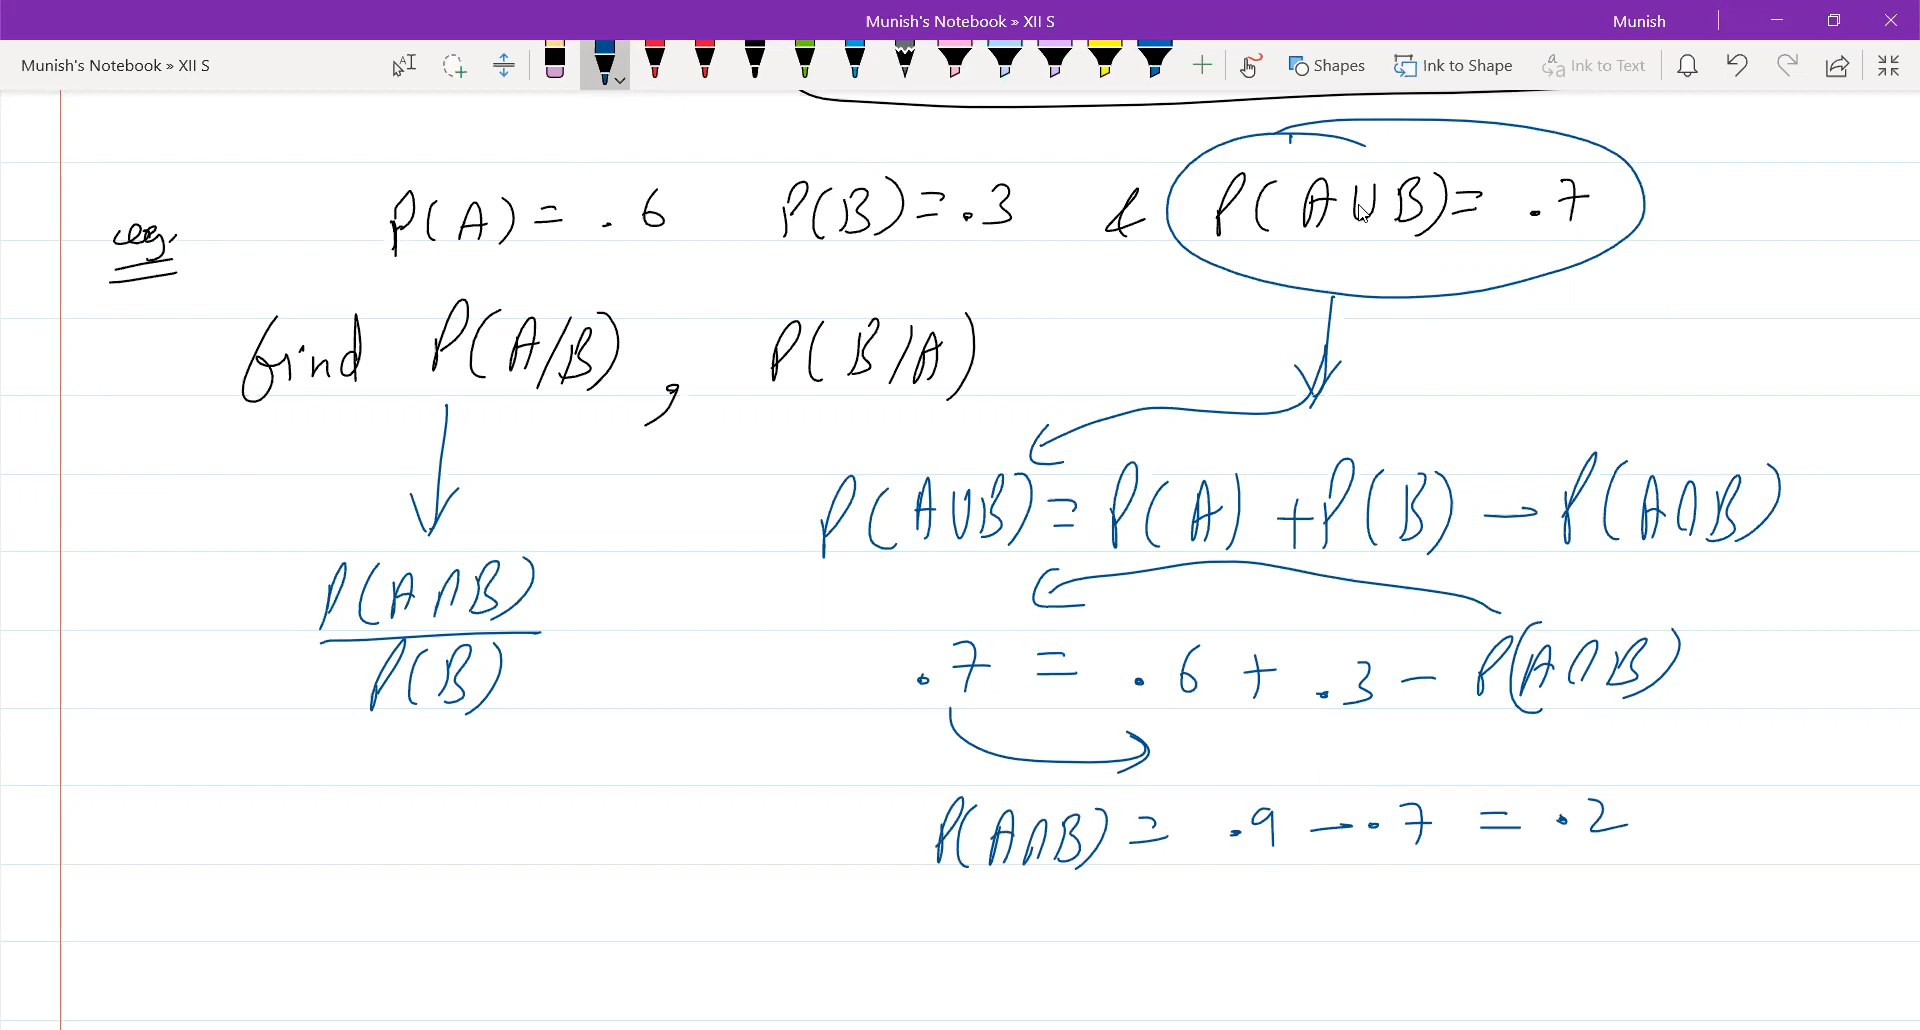 Munish's Notebook » XII S
Munish
Munish's Notebook » XII S
Shapes
Ink to Shape
Ink to Text
eg. P(A) = .6 P(B) = .3 & P(A∪B) = .7
find P(A/B), P(B/A)
P(A∪B) = P(A) + P(B) - P(A∩B)
P(A∩B)
P(B)
.7 = .6 + .3 - P(A∩B)
P(A∩B) = .9 - .7 = .2